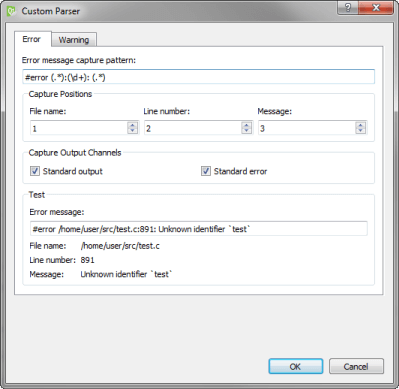 Custom Parser
Error Warning
Error message capture pattern:
#error (.*):(\d+): (.*)
Capture Positions
File name: Line number: Message:
1 2 3
Capture Output Channels
Standard output Standard error
Test
Error message:
#error /home/user/src/test.c:891: Unknown identifier `test`
File name: /home/user/src/test.c
Line number: 891
Message: Unknown identifier `test`
OK Cancel